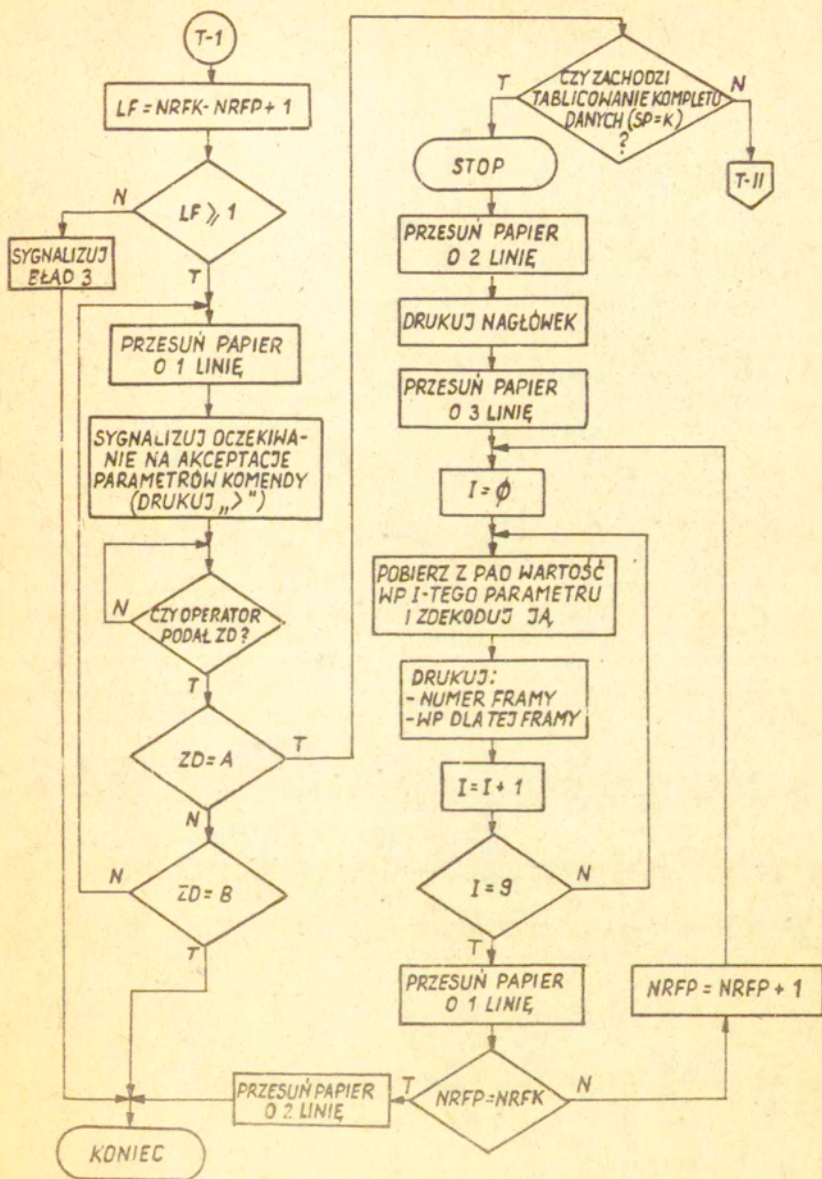 T-1
LF = NRFK - NRFP + 1
N
LF ⩾ 1
SYGNALIZUJ
BŁĄD 3
T
PRZESUŃ PAPIER
O 1 LINIĘ
SYGNALIZUJ OCZEKIWA-
NIE NA AKCEPTACJE
PARAMETRÓW KOMENDY
(DRUKUJ „>")
N
CZY OPERATOR
PODAŁ ZD?
T
ZD = A
T
N
N
ZD = B
T
KONIEC
T
CZY ZACHODZI
TABLICOWANIE KOMPLETU
DANYCH (SP=K)
?
N
T-II
STOP
PRZESUŃ PAPIER
O 2 LINIĘ
DRUKUJ NAGŁÓWEK
PRZESUŃ PAPIER
O 3 LINIĘ
I = ϕ
POBIERZ Z PAO WARTOŚĆ
WP I-TEGO PARAMETRU
I ZDEKODUJ JĄ
DRUKUJ:
- NUMER FRAMY
- WP DLA TEJ FRAMY
I = I + 1
I = 9
N
T
PRZESUŃ PAPIER
O 1 LINIĘ
NRFP = NRFP + 1
PRZESUŃ PAPIER
O 2 LINIĘ
T
NRFP = NRFK
N